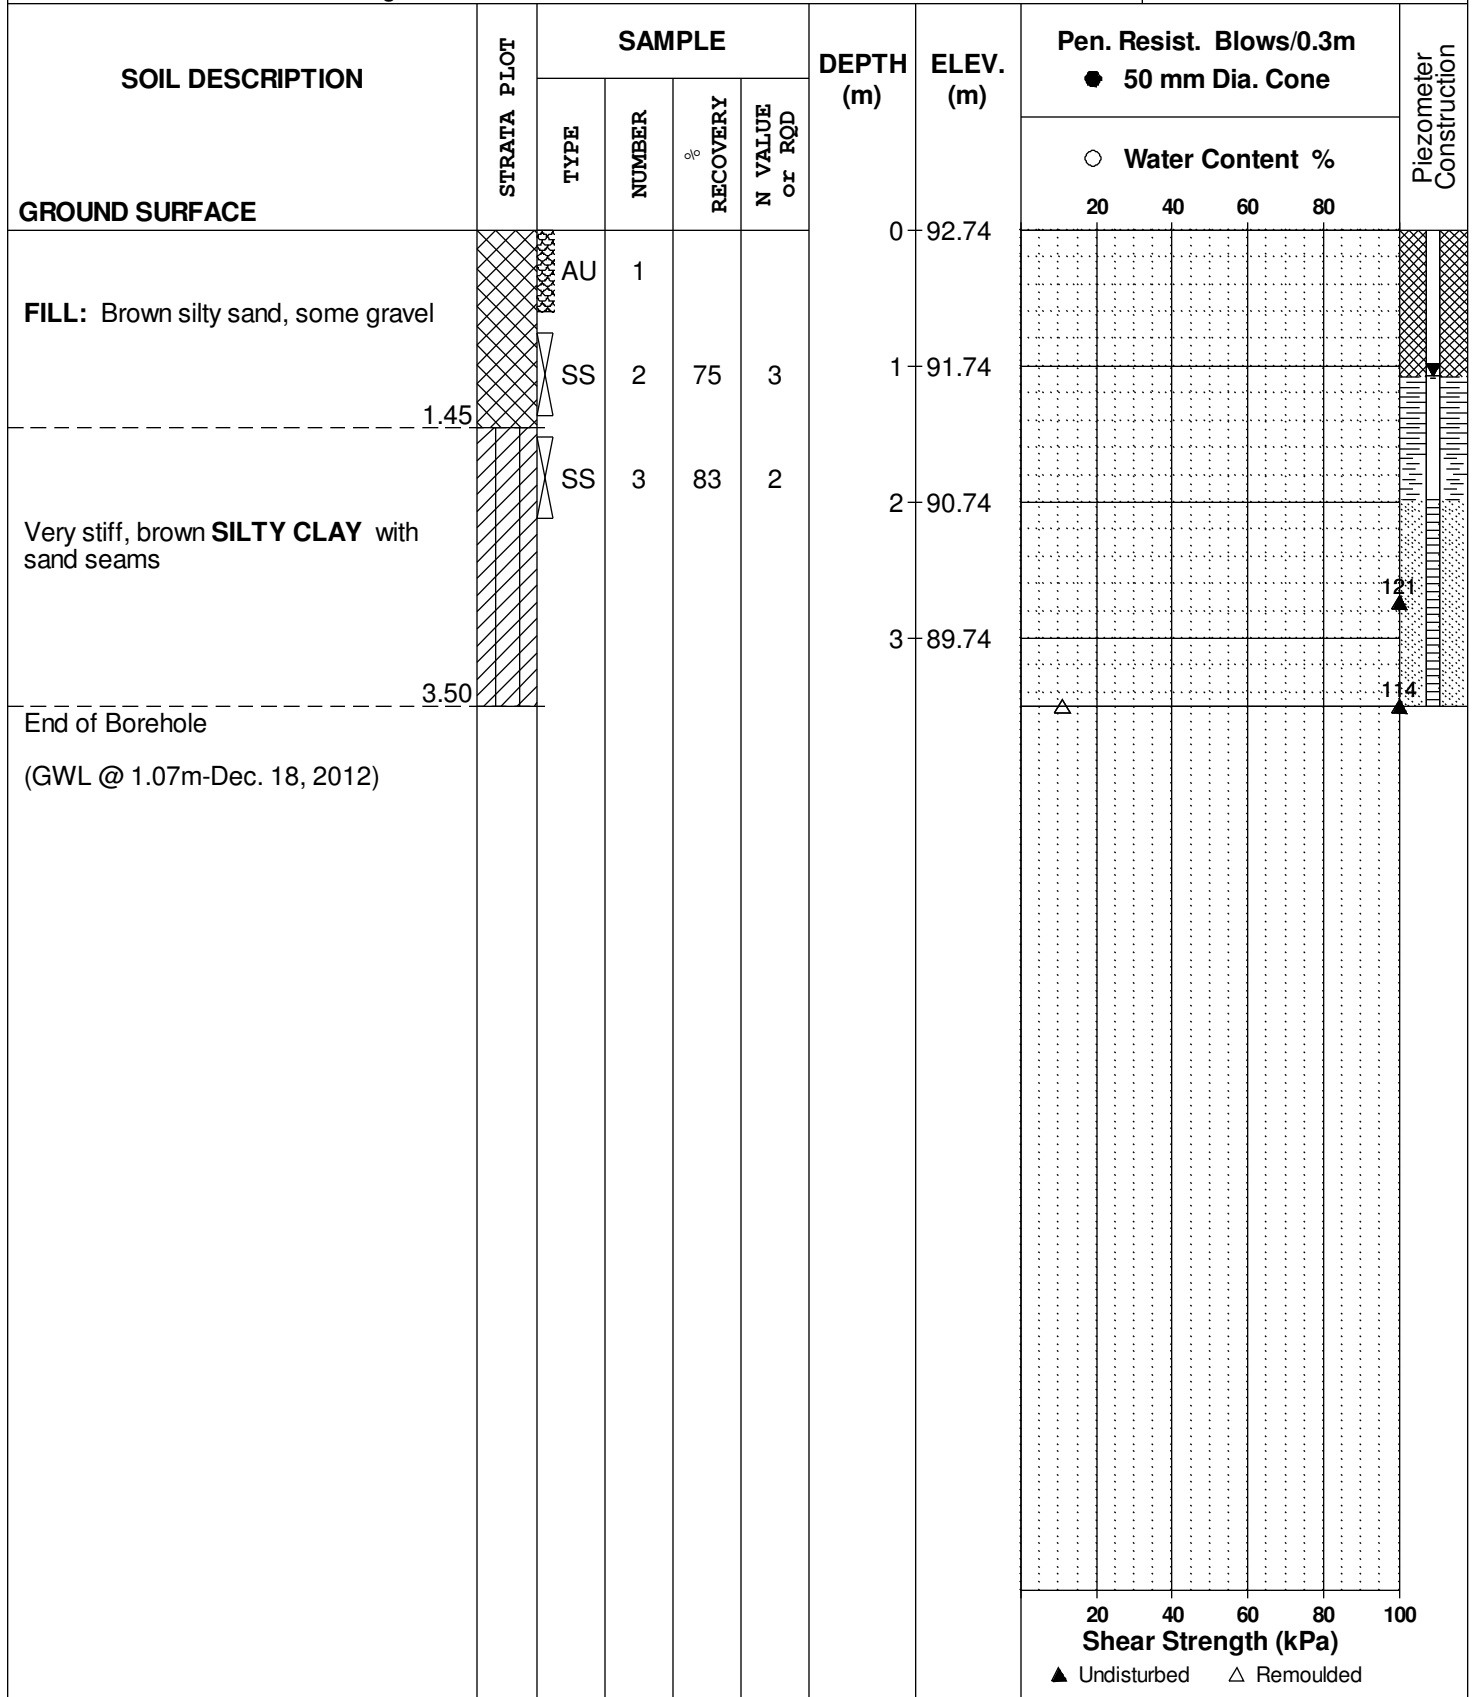 SOIL DESCRIPTION
GROUND SURFACE
STRATA PLOT
SAMPLE
TYPE
NUMBER
%
RECOVERY
N VALUE
or RQD
DEPTH
(m)
ELEV.
(m)
Pen. Resist. Blows/0.3m
50 mm Dia. Cone
Water Content %
20 40 60 80
Piezometer
Construction
0 92.74
AU 1
FILL: Brown silty sand, some gravel
1 91.74
SS 2 75 3
1.45
SS 3 83 2
2 90.74
Very stiff, brown SILTY CLAY with
sand seams
121
3 89.74
3.50
114
End of Borehole
(GWL @ 1.07m-Dec. 18, 2012)
20 40 60 80 100
Shear Strength (kPa)
Undisturbed Remoulded